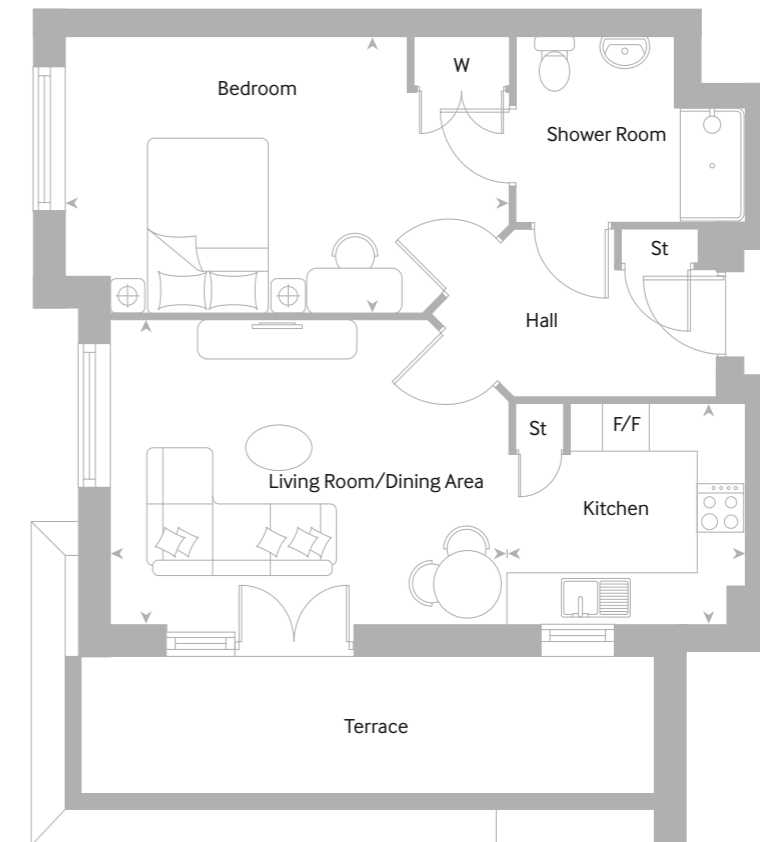 W
Bedroom
Shower Room
St
Hall
St
F/F
Living Room/Dining Area
Kitchen
Terrace